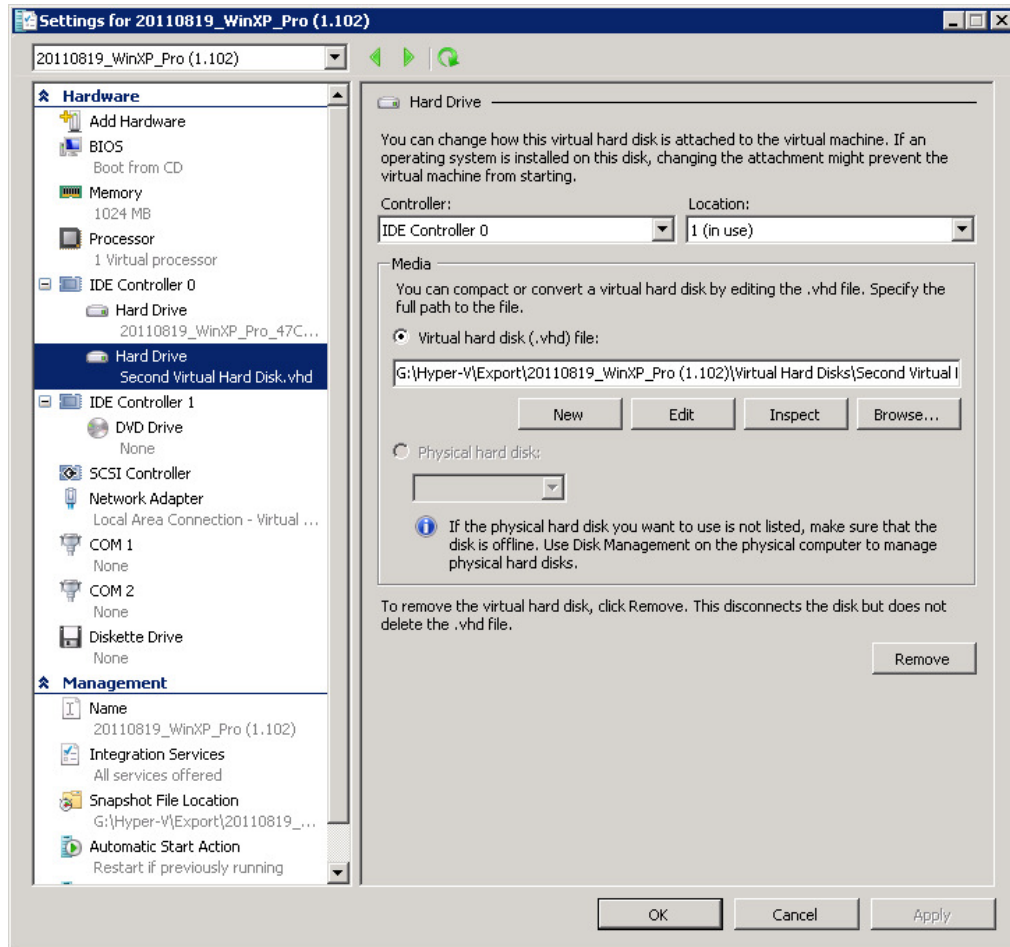 Settings for 20110819_WinXP_Pro (1.102)
20110819_WinXP_Pro (1.102)
Hardware
Add Hardware
BIOS
Boot from CD
Memory
1024 MB
Processor
1 Virtual processor
IDE Controller 0
Hard Drive
20110819_WinXP_Pro_47C...
Hard Drive
Second Virtual Hard Disk.vhd
IDE Controller 1
DVD Drive
None
SCSI Controller
Network Adapter
Local Area Connection - Virtual ...
COM 1
None
COM 2
None
Diskette Drive
None
Management
Name
20110819_WinXP_Pro (1.102)
Integration Services
All services offered
Snapshot File Location
G:\Hyper-V\Export\20110819_...
Automatic Start Action
Restart if previously running
Hard Drive
You can change how this virtual hard disk is attached to the virtual machine. If an
operating system is installed on this disk, changing the attachment might prevent the
virtual machine from starting.
Controller:
Location:
IDE Controller 0
1 (in use)
Media
You can compact or convert a virtual hard disk by editing the .vhd file. Specify the
full path to the file.
Virtual hard disk (.vhd) file:
G:\Hyper-V\Export\20110819_WinXP_Pro (1.102)\Virtual Hard Disks\Second Virtual
New
Edit
Inspect
Browse...
Physical hard disk:
If the physical hard disk you want to use is not listed, make sure that the
disk is offline. Use Disk Management on the physical computer to manage
physical hard disks.
To remove the virtual hard disk, click Remove. This disconnects the disk but does not
delete the .vhd file.
Remove
OK
Cancel
Apply